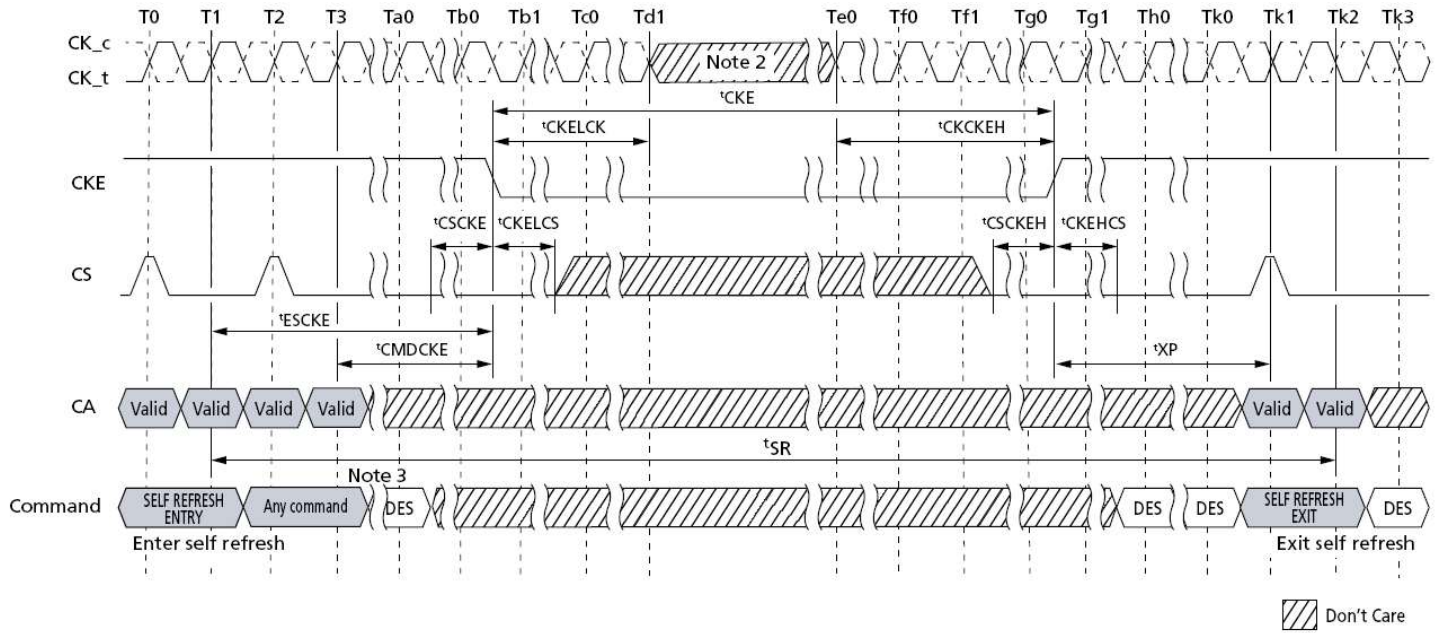 T0 T1 T2 T3 Ta0 Tb0 Tb1 Tc0 Td1 Te0 Tf0 Tf1 Tg0 Tg1 Th0 Tk0 Tk1 Tk2 Tk3
CK_c
CK_t
Note 2
tCKE
tCKELCK tCKCKEH
CKE
tCSCKE tCKELCS tCSCKEH tCKEHCS
CS
tESCKE
tCMDCKE tXP
CA Valid Valid Valid Valid Valid Valid
tSR
Note 3
Command SELF REFRESH ENTRY Any command DES DES DES SELF REFRESH EXIT DES
Enter self refresh Exit self refresh
Don't Care